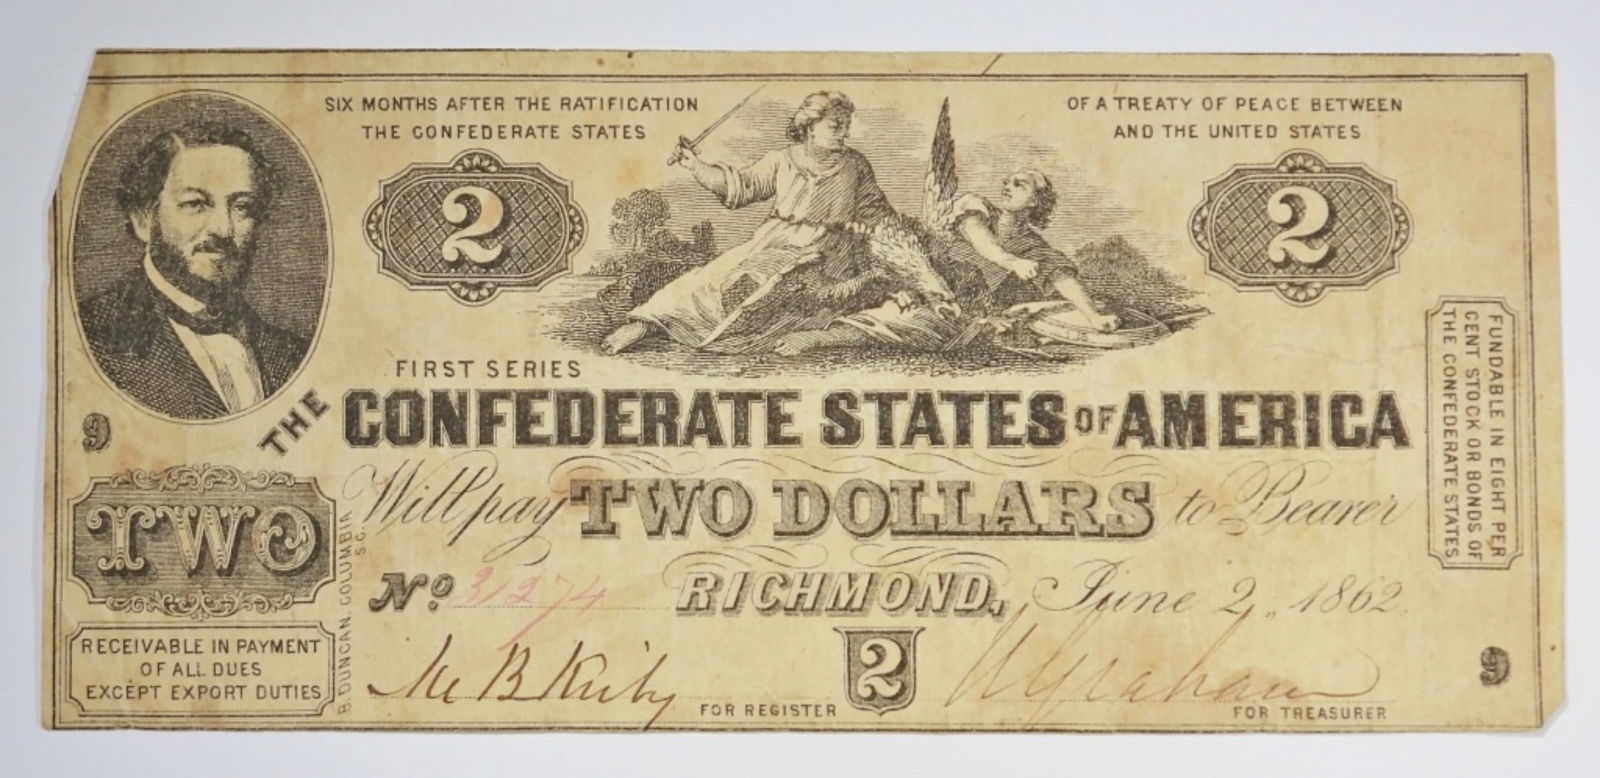 SIX MONTHS AFTER THE RATIFICATION OF A TREATY OF PEACE BETWEEN
THE CONFEDERATE STATES AND THE UNITED STATES
2 2
FIRST SERIES
THE CONFEDERATE STATES OF AMERICA
9
Will pay TWO DOLLARS to Bearer
TWO
No. 31274 RICHMOND, June 2, 1862.
RECEIVABLE IN PAYMENT
OF ALL DUES
EXCEPT EXPORT DUTIES
B. DUNCAN. COLUMBIA
S.C.
B Kirby FOR REGISTER
2
Graham FOR TREASURER
9
FUNDABLE IN EIGHT PER
CENT STOCK OR BONDS OF
THE CONFEDERATE STATES